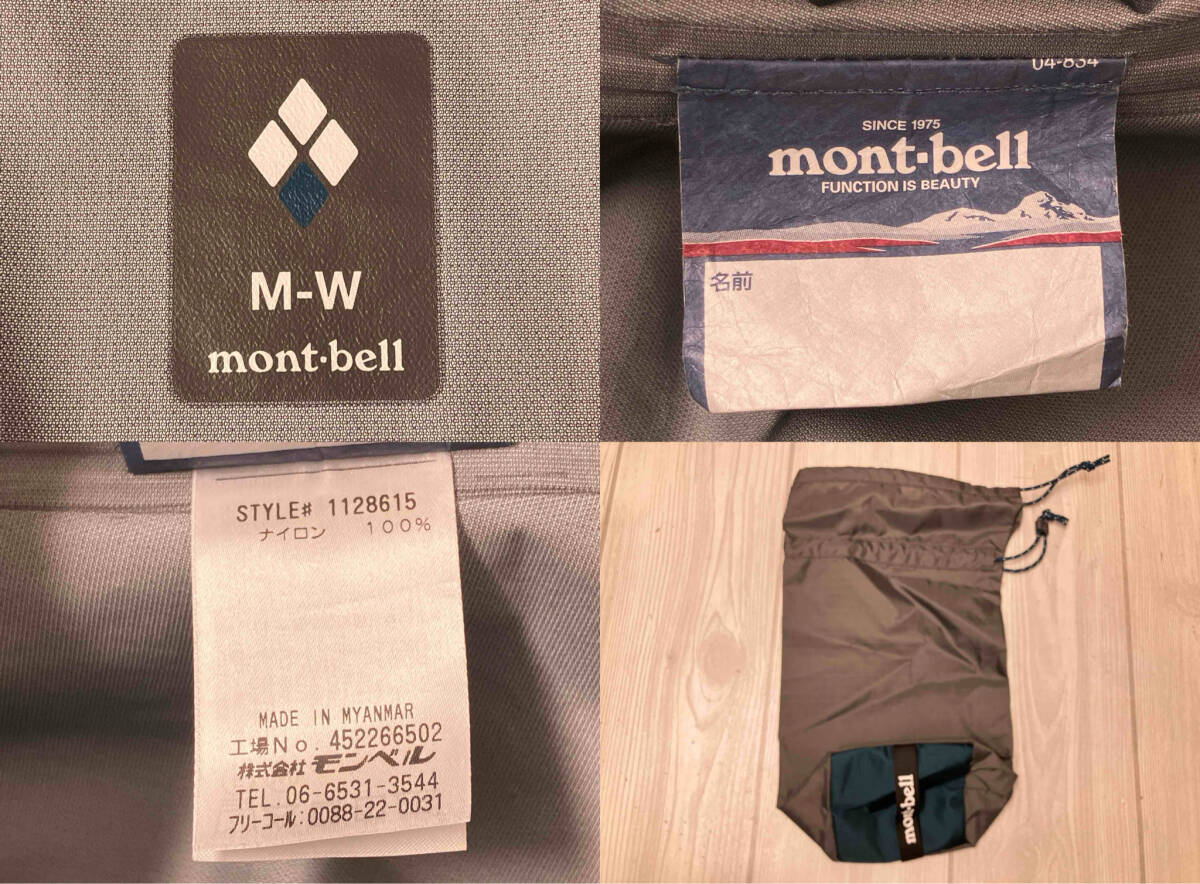 M-W
mont·bell
04-834
SINCE 1975
mont·bell
FUNCTION IS BEAUTY
名前
STYLE# 1128615
ナイロン 100%
MADE IN MYANMAR
工場No. 452266502
株式会社 モンベル
TEL. 06-6531-3544
フリーコール:0088-22-0031
mont·bell